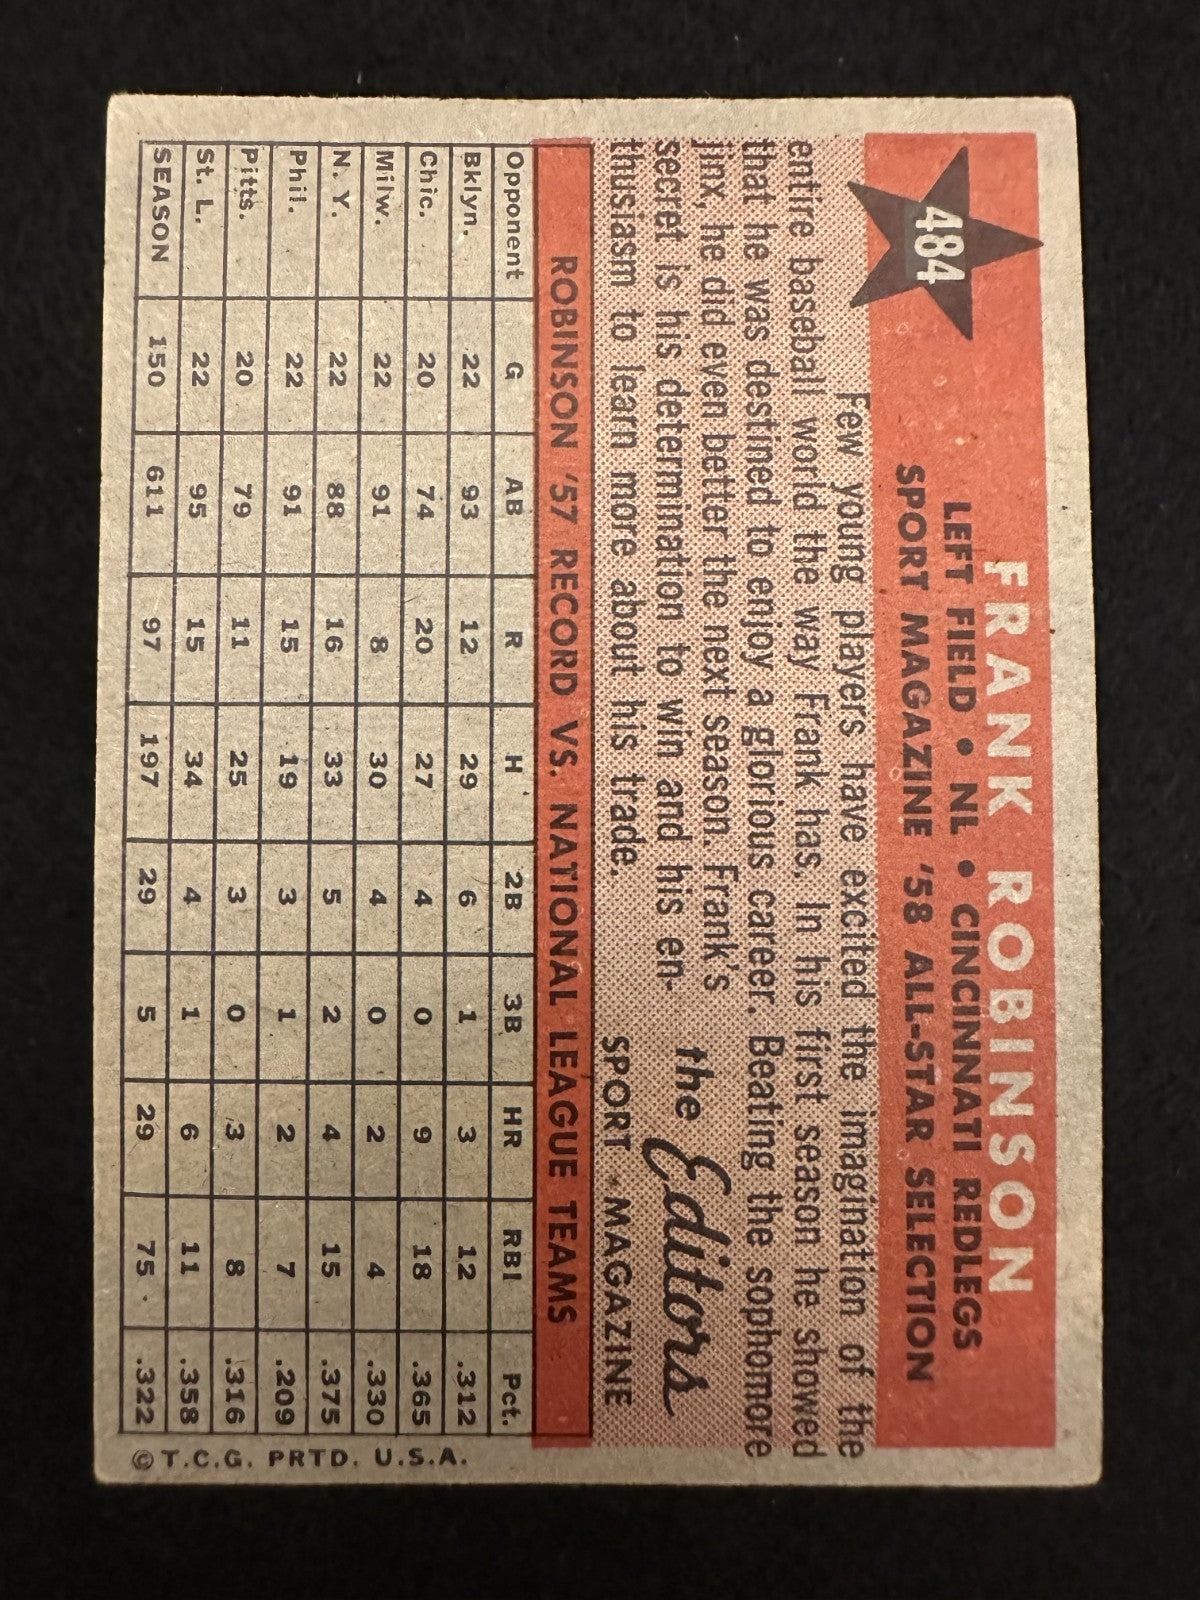 484
FRANK ROBINSON
LEFT FIELD • NL • CINCINNATI REDLEGS
SPORT MAGAZINE '58 ALL-STAR SELECTION
Few young players have excited the imagination of the
entire baseball world the way Frank has. In his first season he showed
that he was destined to enjoy a glorious career. Beating the sophomore
jinx, he did even better the next season. Frank's
secret is his determination to win and his en-
thusiasm to learn more about his trade.
the Editors
SPORT MAGAZINE
ROBINSON '57 RECORD VS. NATIONAL LEAGUE TEAMS
Opponent G AB R H 2B 3B HR RBI Pct.
Bklyn. 22 93 12 29 6 1 3 12 .312
Chic. 20 74 20 27 4 0 9 18 .365
Milw. 22 91 8 30 4 0 2 4 .330
N. Y. 22 88 16 33 5 2 4 15 .375
Phil. 22 91 15 19 3 1 2 7 .209
Pitts. 20 79 11 25 3 0 3 8 .316
St. L. 22 95 15 34 4 1 6 11 .358
SEASON 150 611 97 197 29 5 29 75 .322
© T.C.G. PRTD. U.S.A.